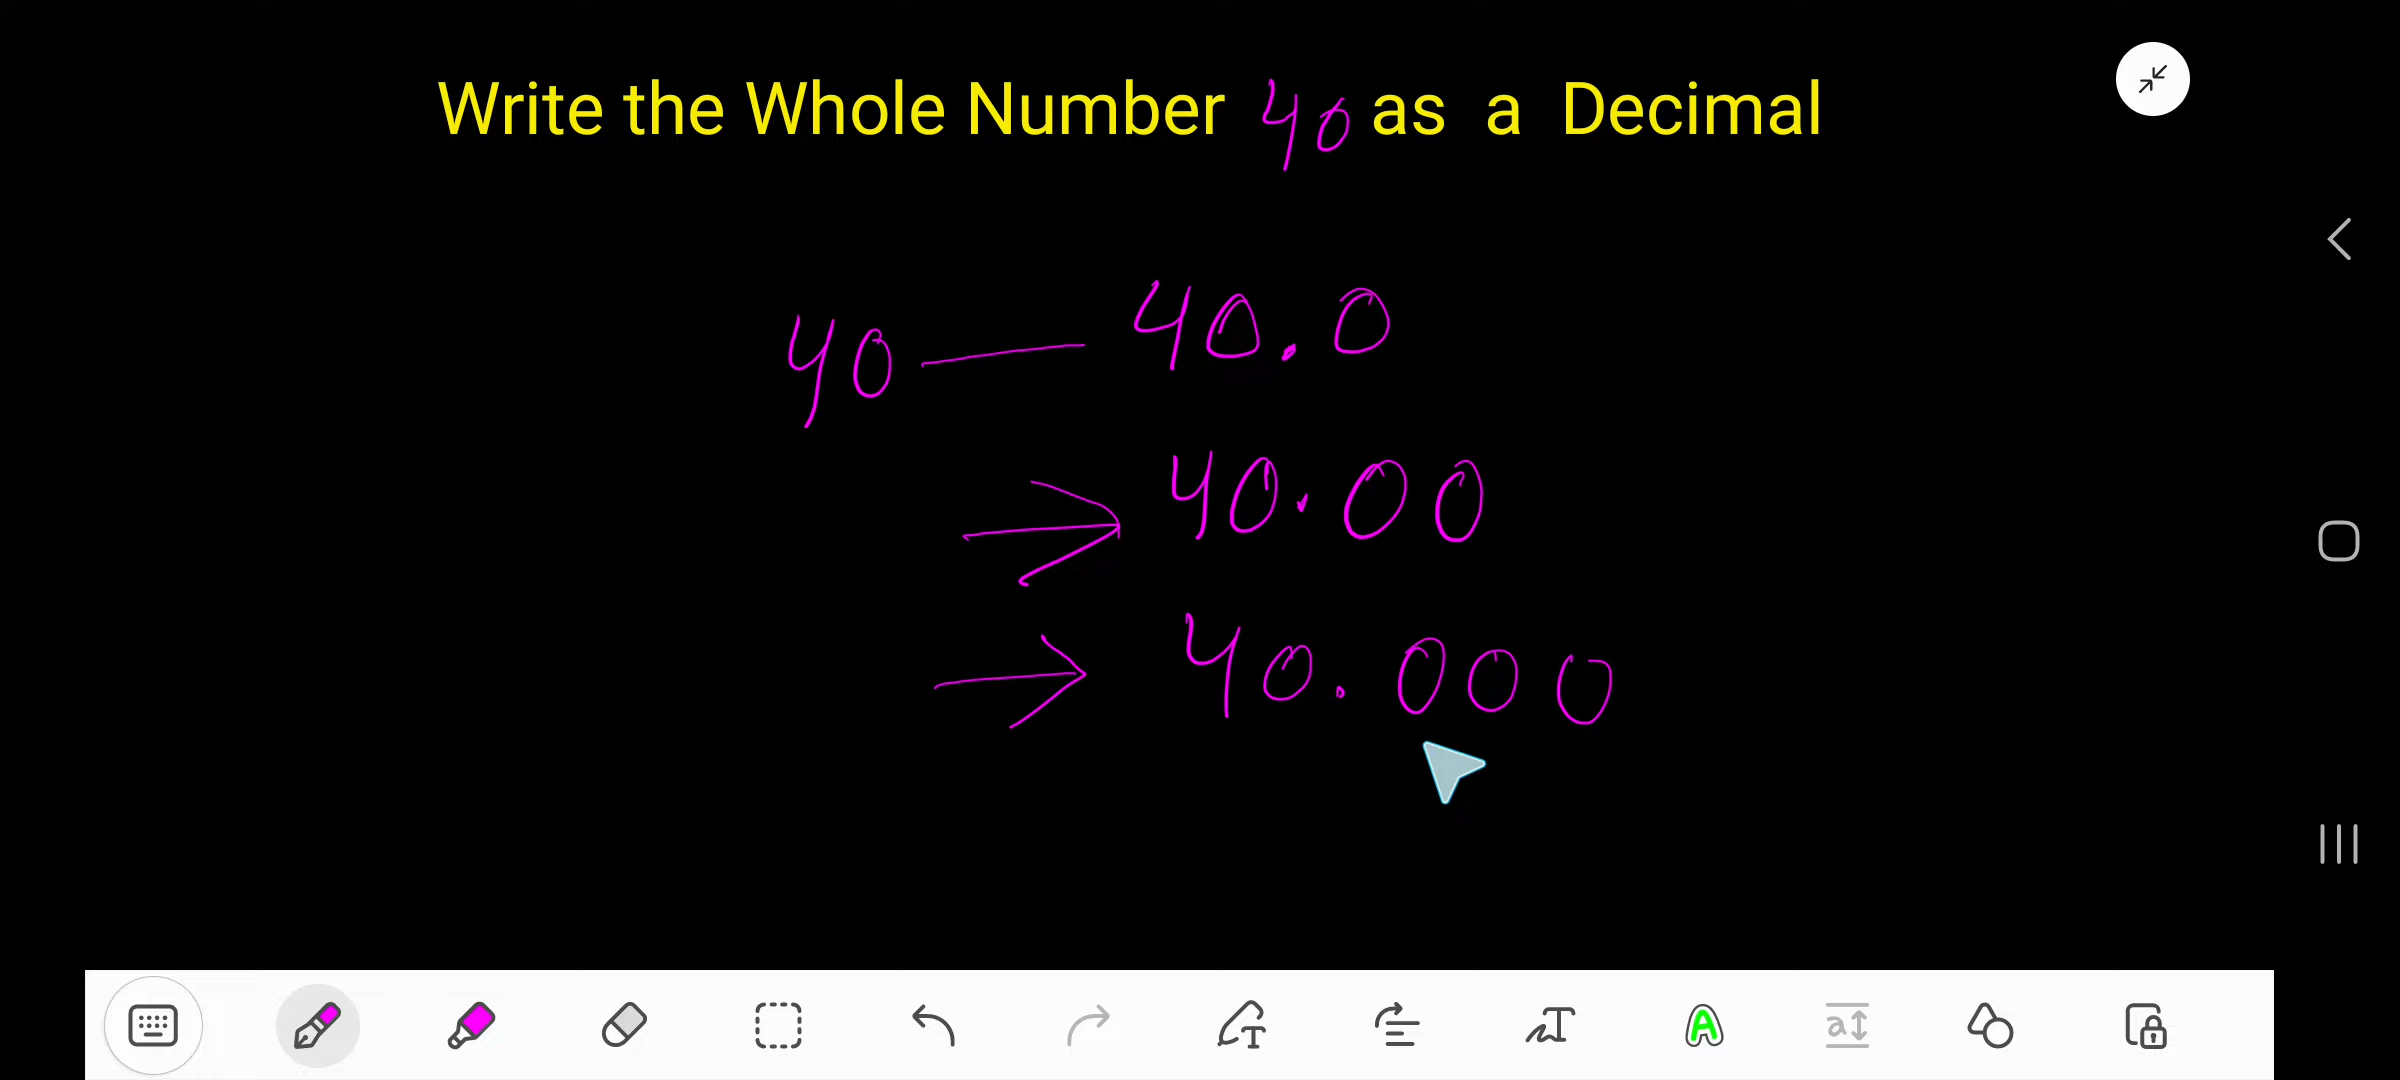 Write the Whole Number 40 as a Decimal
40 — 40.0
→ 40.00
→ 40.000